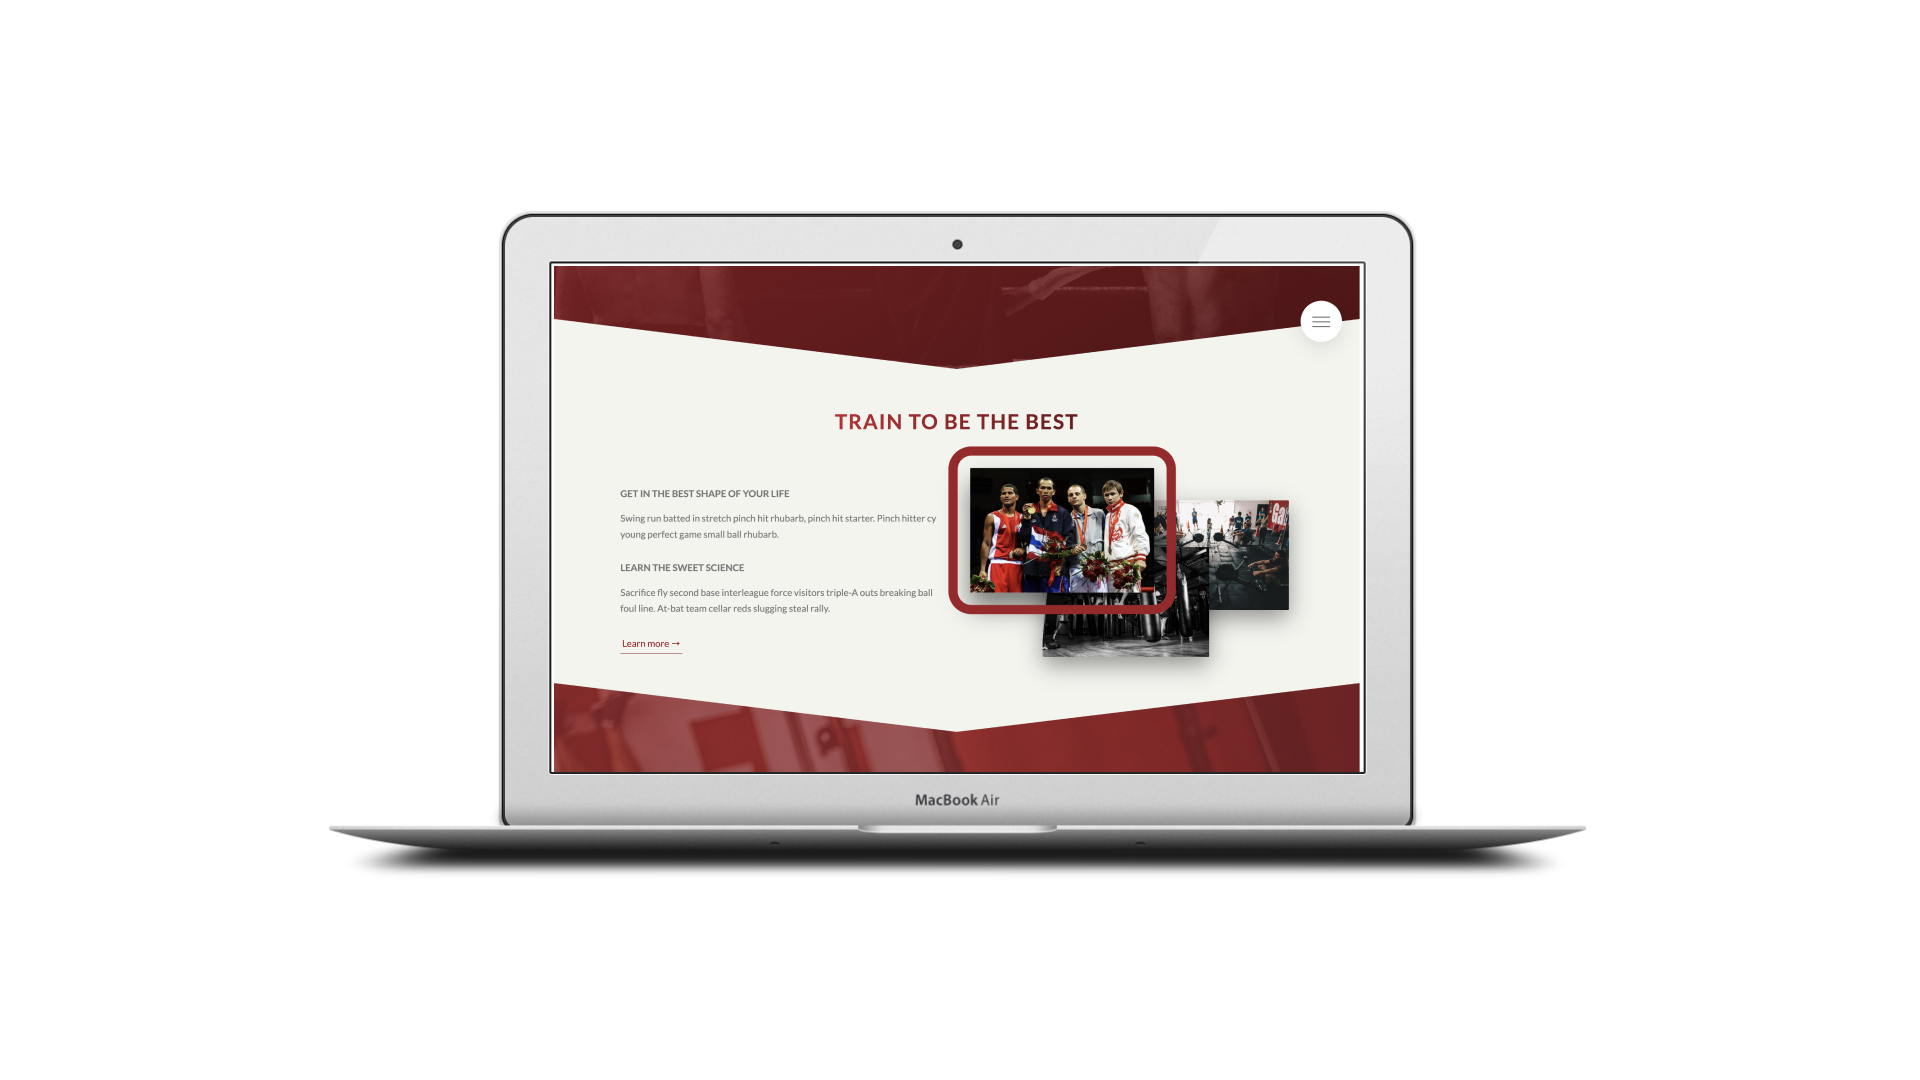 TRAIN TO BE THE BEST
GET IN THE BEST SHAPE OF YOUR LIFE
Swing run batted in stretch pinch hit rhubarb, pinch hit starter. Pinch hitter cy
young perfect game small ball rhubarb.
LEARN THE SWEET SCIENCE
Sacrifice fly second base interleague force visitors triple-A outs breaking ball
foul line. At-bat team cellar reds slugging steal rally.
Learn more →
MacBook Air